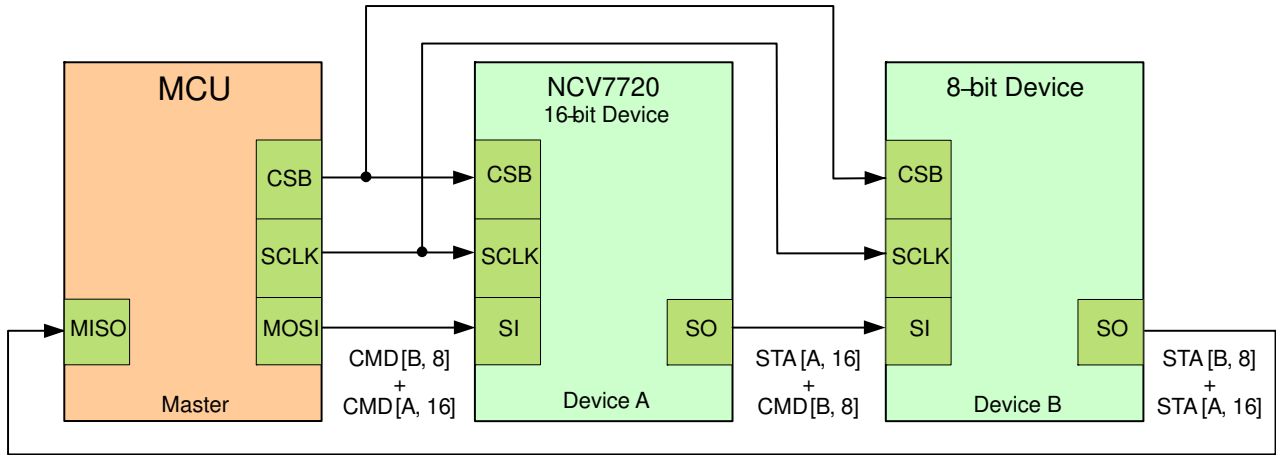 MCU
CSB
SCLK
MISO
MOSI
Master
CMD[B, 8]
+
CMD[A, 16]
NCV7720
16–bit Device
CSB
SCLK
SI
SO
Device A
STA[A, 16]
+
CMD[B, 8]
8–bit Device
CSB
SCLK
SI
SO
Device B
STA[B, 8]
+
STA[A, 16]